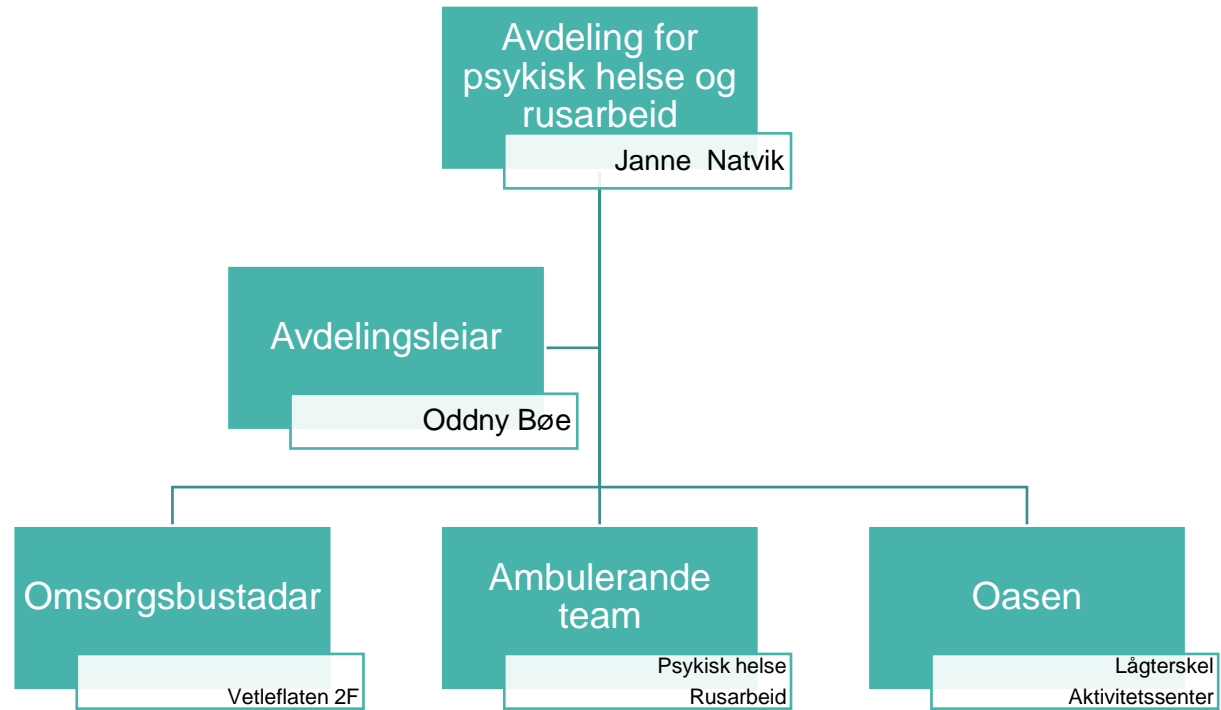 Avdeling for
psykisk helse og
rusarbeid
Janne Natvik
Avdelingsleiar
Oddny Bøe
Omsorgsbustadar
Vetleflaten 2F
Ambulerande
team
Psykisk helse
Rusarbeid
Oasen
Lågterskel
Aktivitetssenter